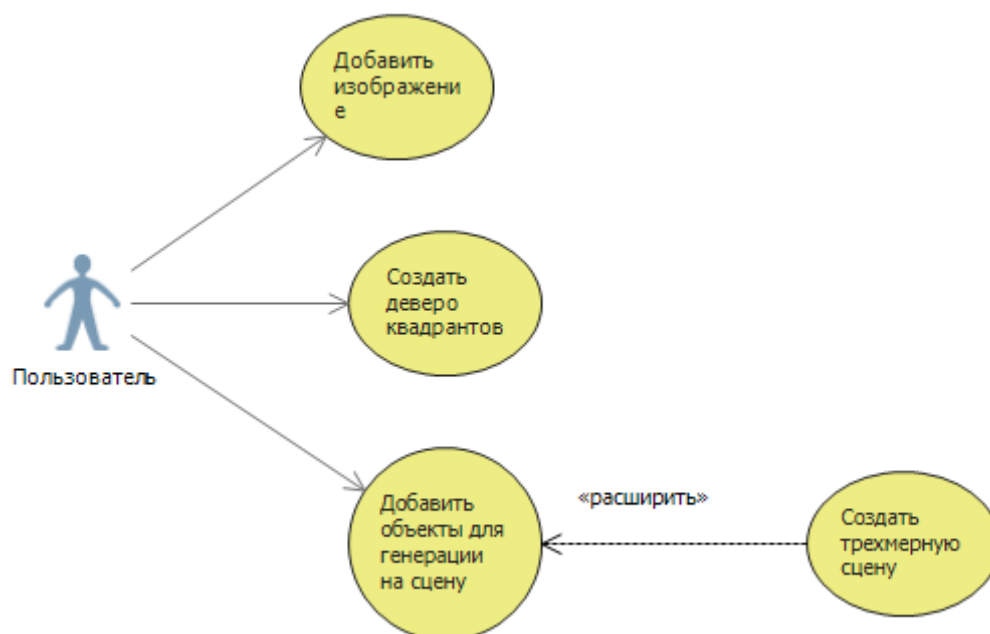 Добавить
изображени
е
Создать
деверо
квадрантов
Пользователь
Добавить
объекты для
генерации
на сцену
«расширить»
Создать
трехмерную
сцену